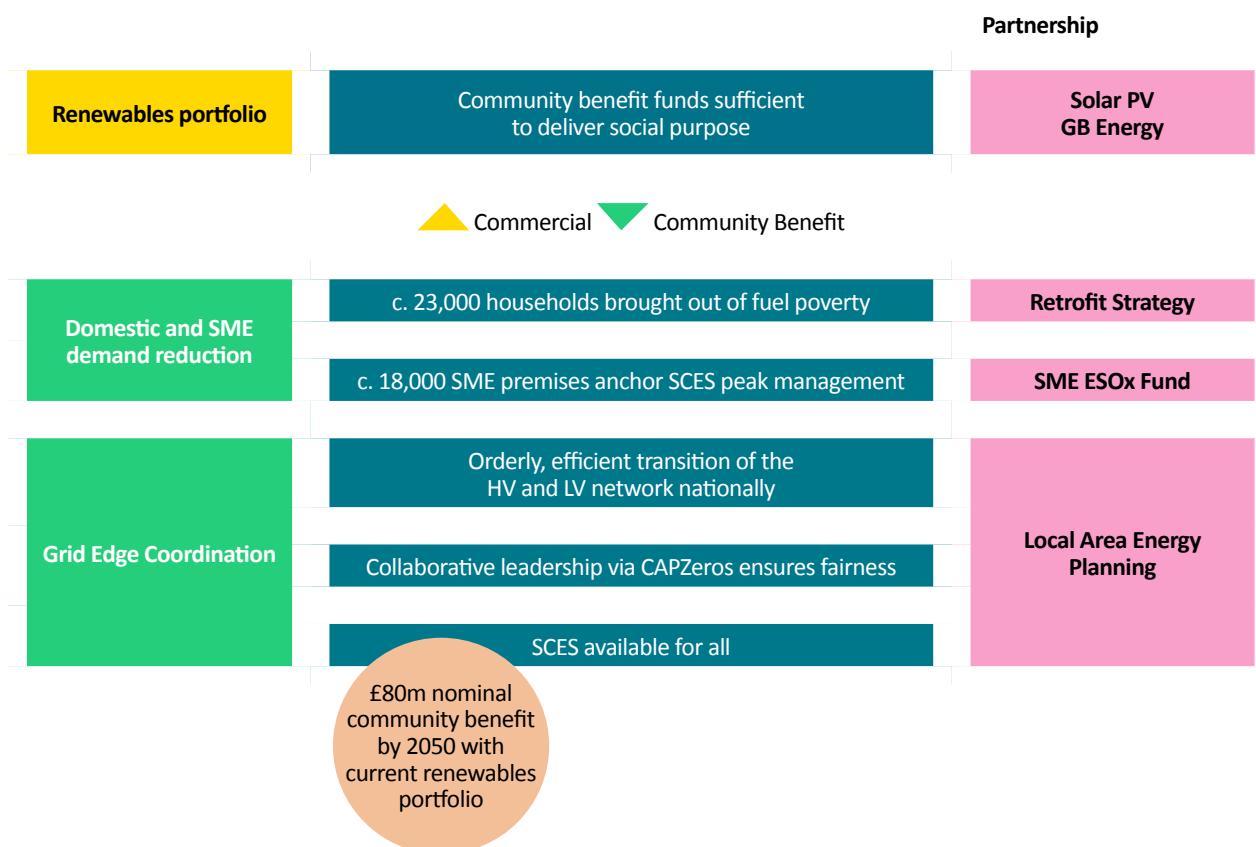 Partnership
Renewables portfolio
Community benefit funds sufficient
to deliver social purpose
Solar PV
GB Energy
Commercial
Community Benefit
Domestic and SME
demand reduction
c. 23,000 households brought out of fuel poverty
Retrofit Strategy
c. 18,000 SME premises anchor SCES peak management
SME ESOx Fund
Grid Edge Coordination
Orderly, efficient transition of the
HV and LV network nationally
Collaborative leadership via CAPZeros ensures fairness
SCES available for all
Local Area Energy
Planning
£80m nominal
community benefit
by 2050 with
current renewables
portfolio